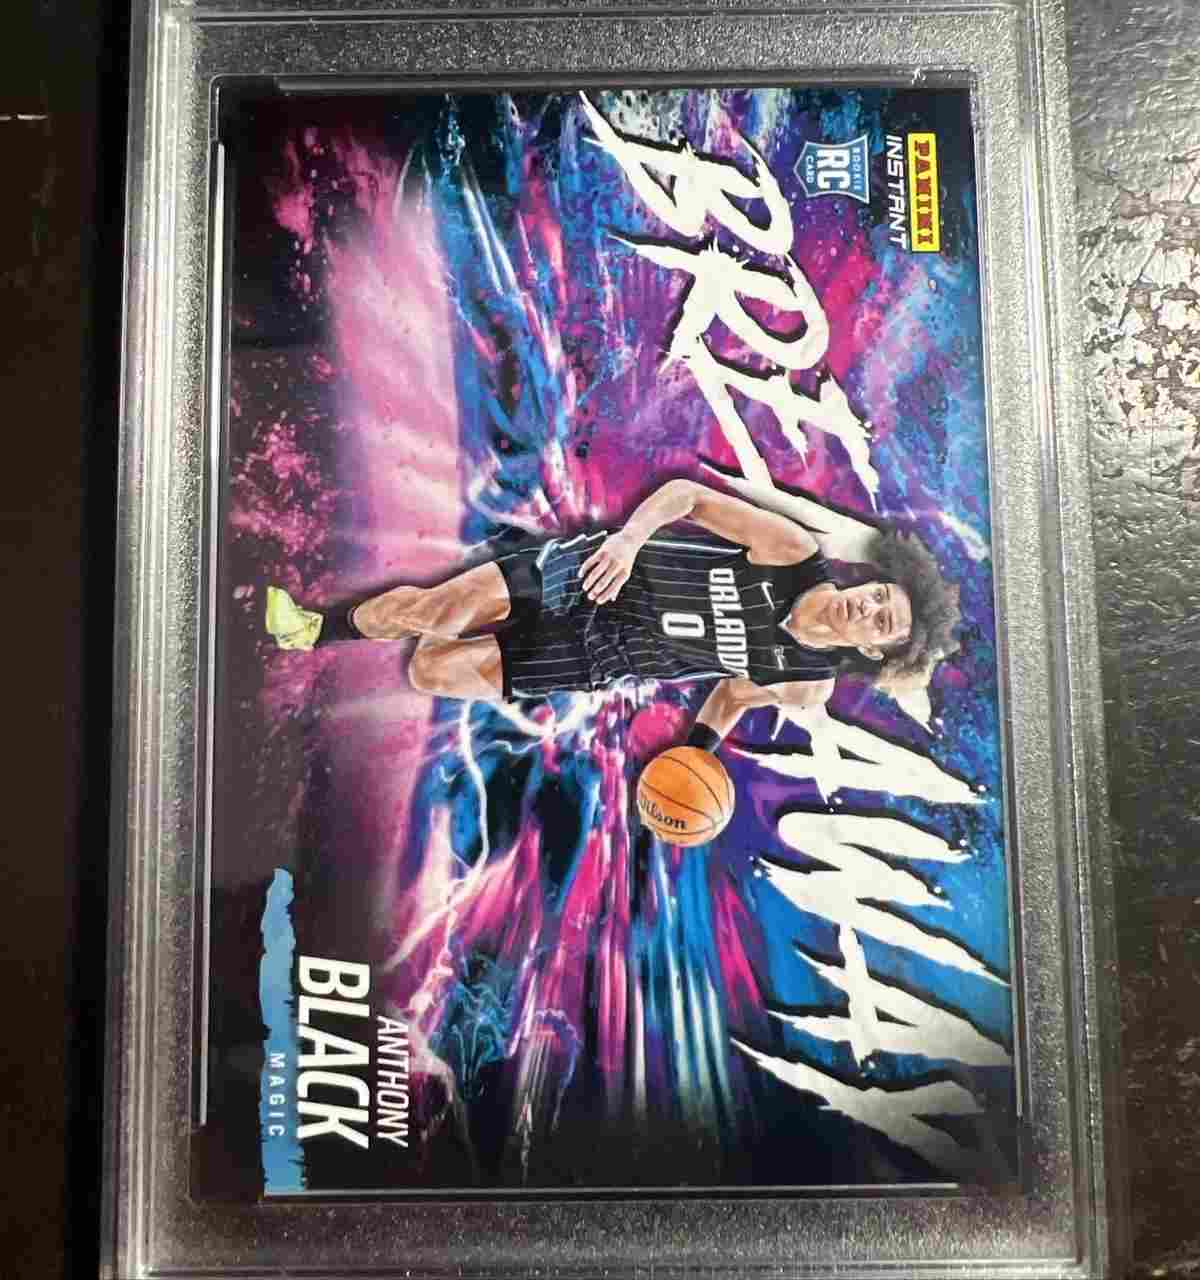 PANINI
INSTANT
ROOKIE
RC
CARD
BREAKAWAY
ORLANDO
0
Wilson
ANTHONY
BLACK
MAGIC